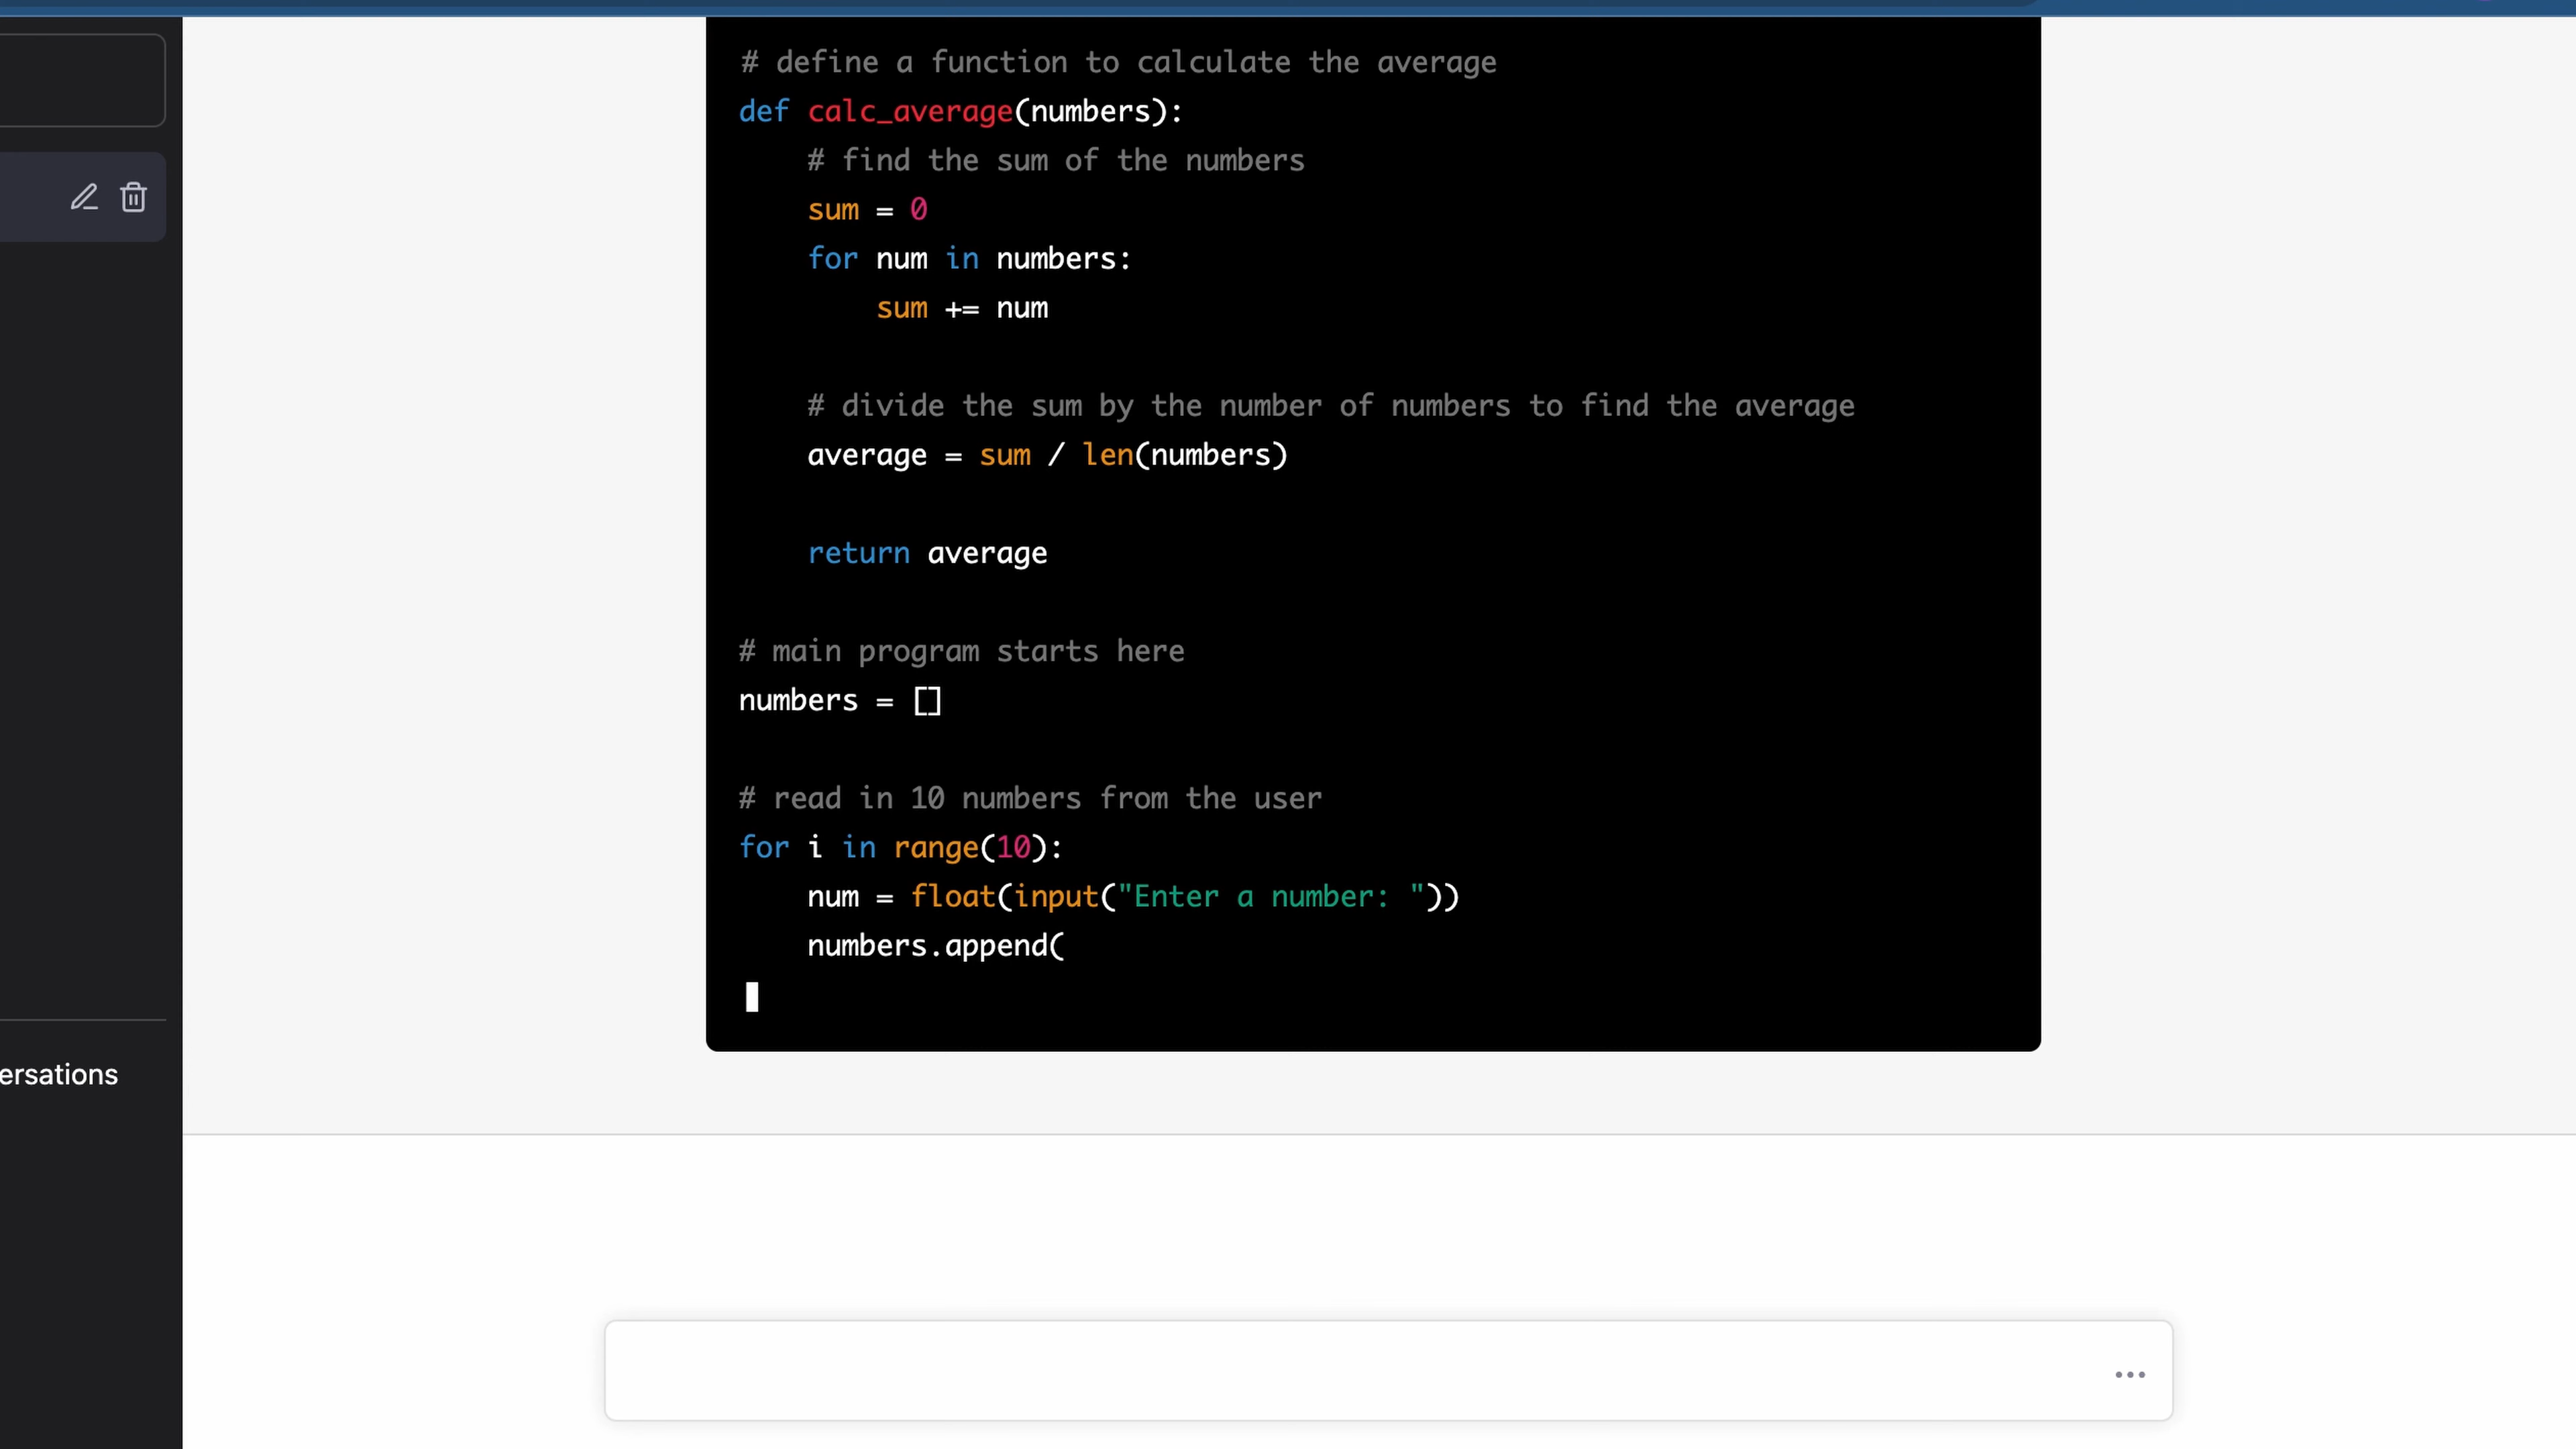 # define a function to calculate the average
def calc_average(numbers):
    # find the sum of the numbers
    sum = 0
    for num in numbers:
        sum += num
    # divide the sum by the number of numbers to find the average
    average = sum / len(numbers)
    return average
# main program starts here
numbers = []
# read in 10 numbers from the user
for i in range(10):
    num = float(input("Enter a number: "))
    numbers.append(
ersations